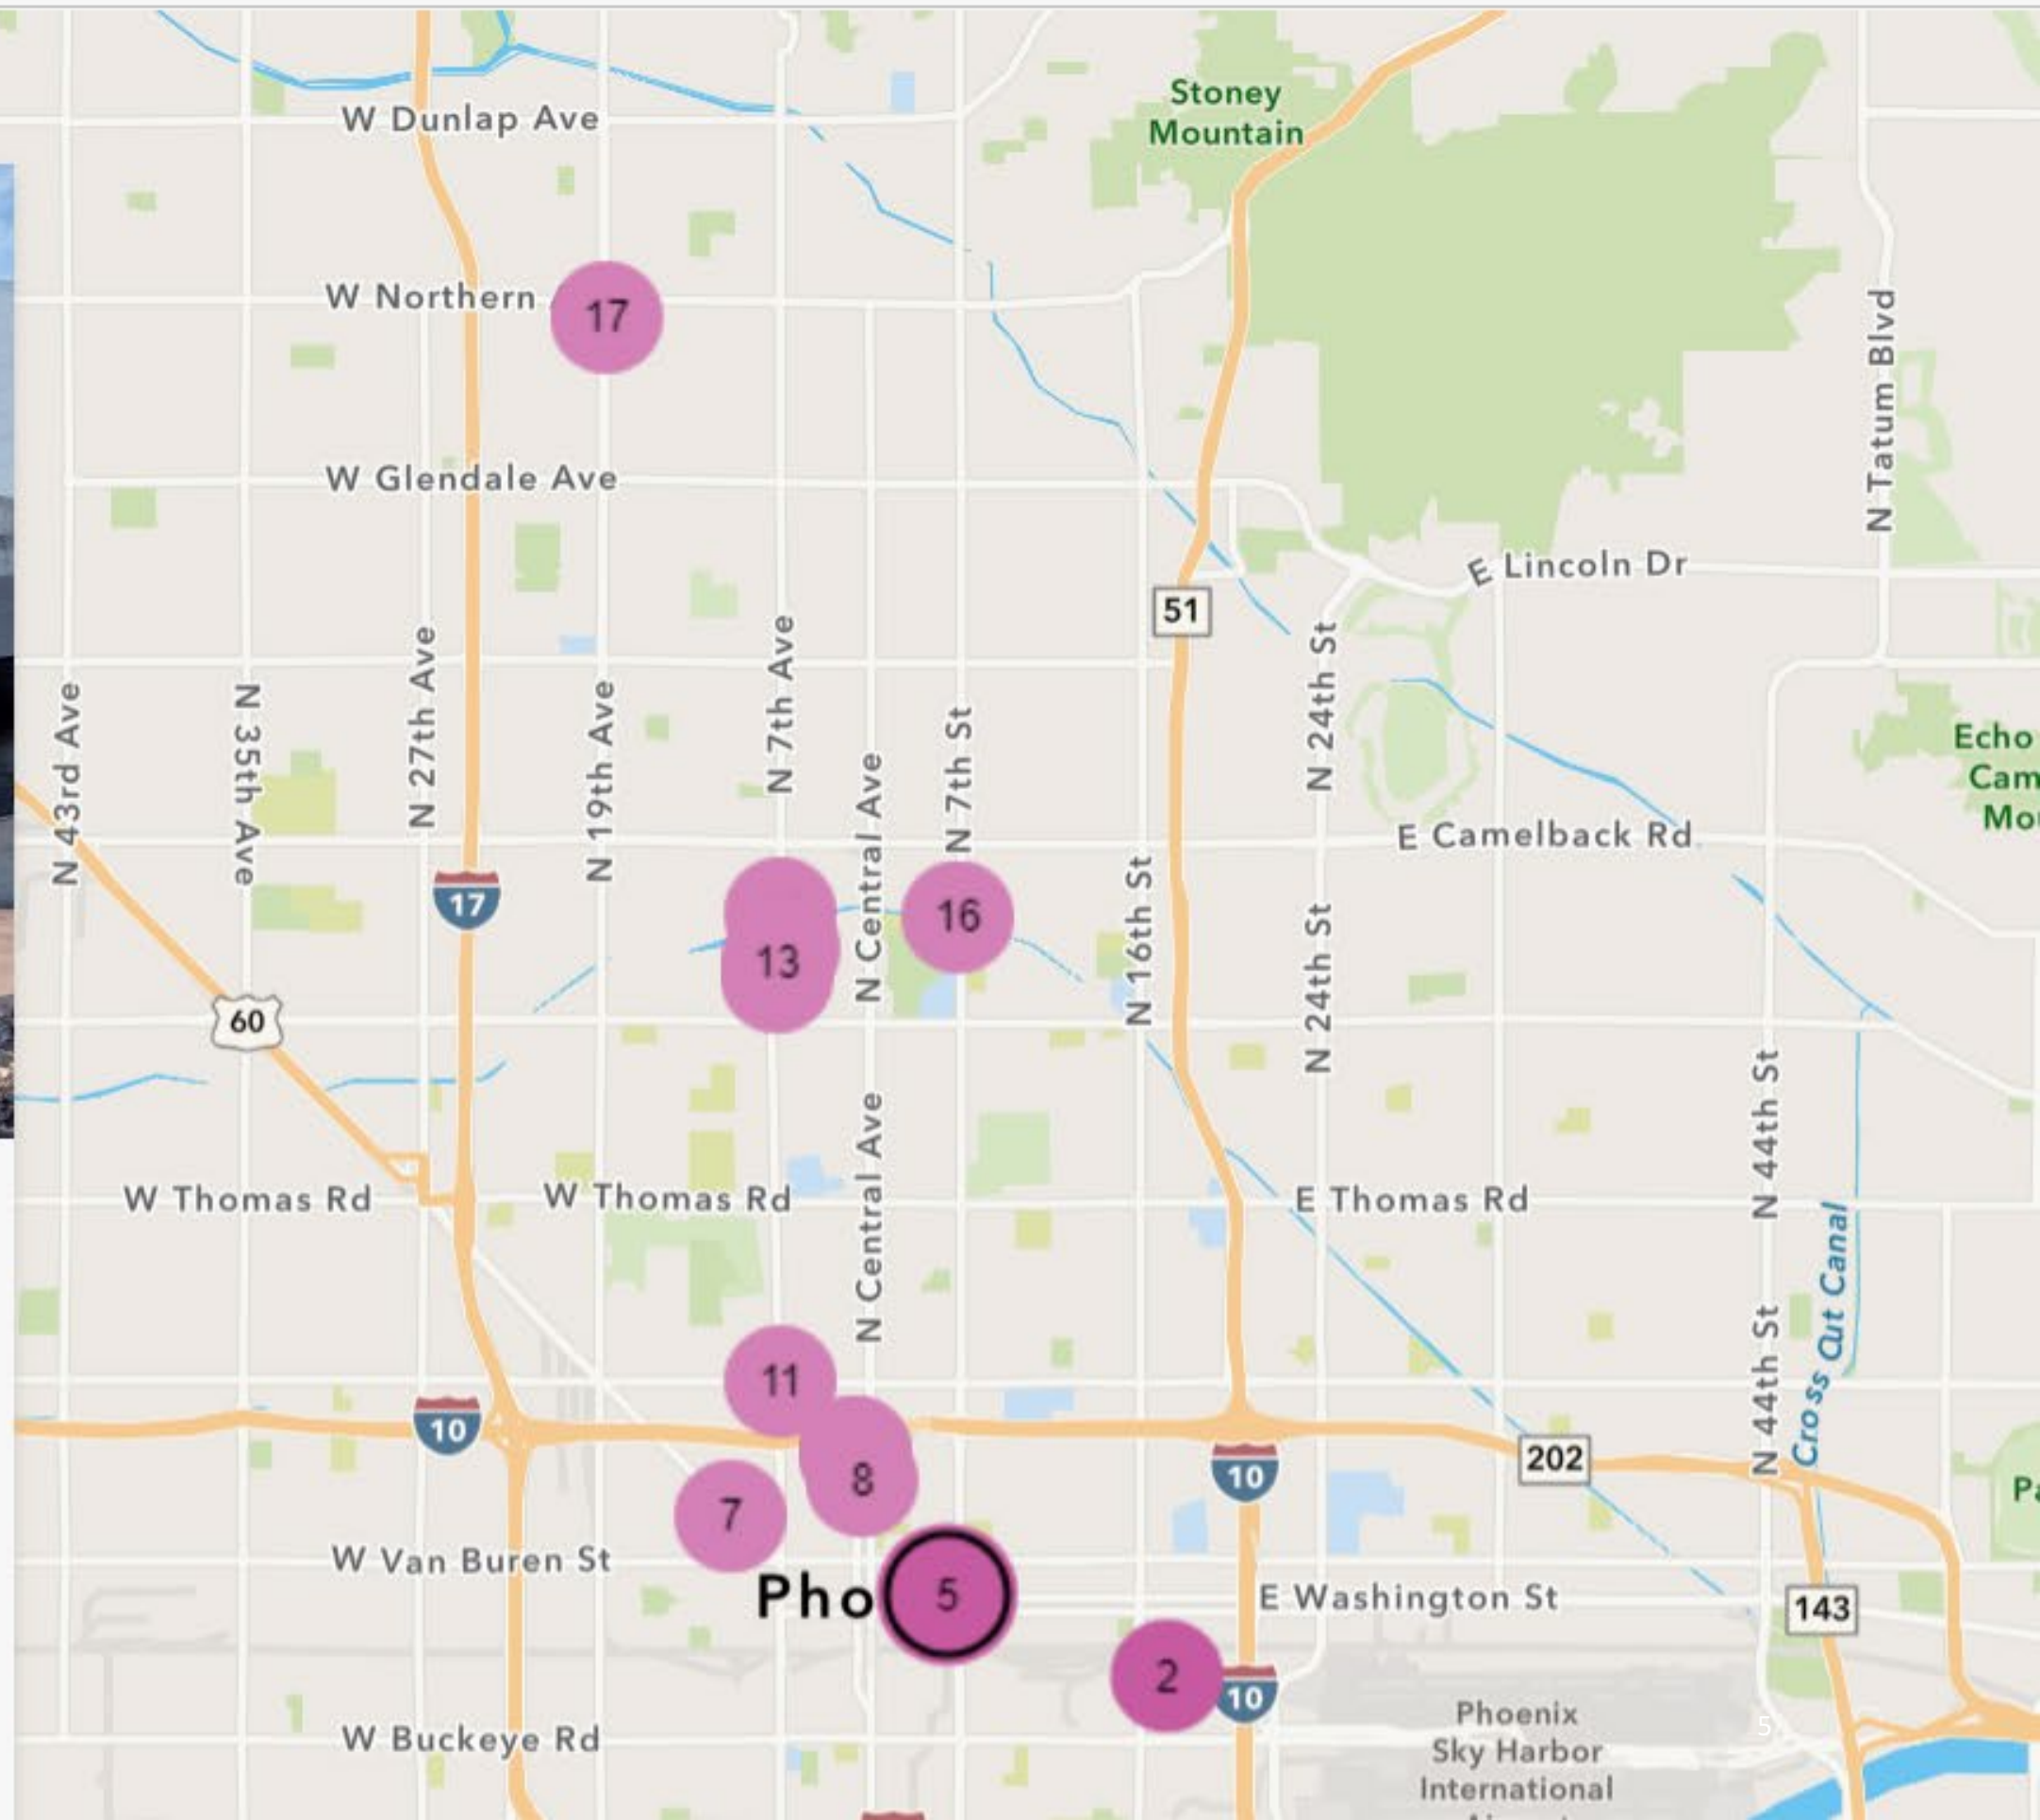 Stoney
Mountain
W Dunlap Ave
W Northern
17
W Glendale Ave
N Tatum Blvd
E Lincoln Dr
51
N 43rd Ave
N 35th Ave
N 27th Ave
N 19th Ave
N 7th Ave
N Central Ave
N 7th St
N 24th St
Echo
Cam
Mou
E Camelback Rd
17
13
16
N 16th St
N 24th St
60
N 44th St
N Central Ave
W Thomas Rd
W Thomas Rd
E Thomas Rd
Cross Cut Canal
N 44th St
11
10
8
10
202
7
Pa
W Van Buren St
Pho
5
E Washington St
143
2
10
5
W Buckeye Rd
Phoenix
Sky Harbor
International